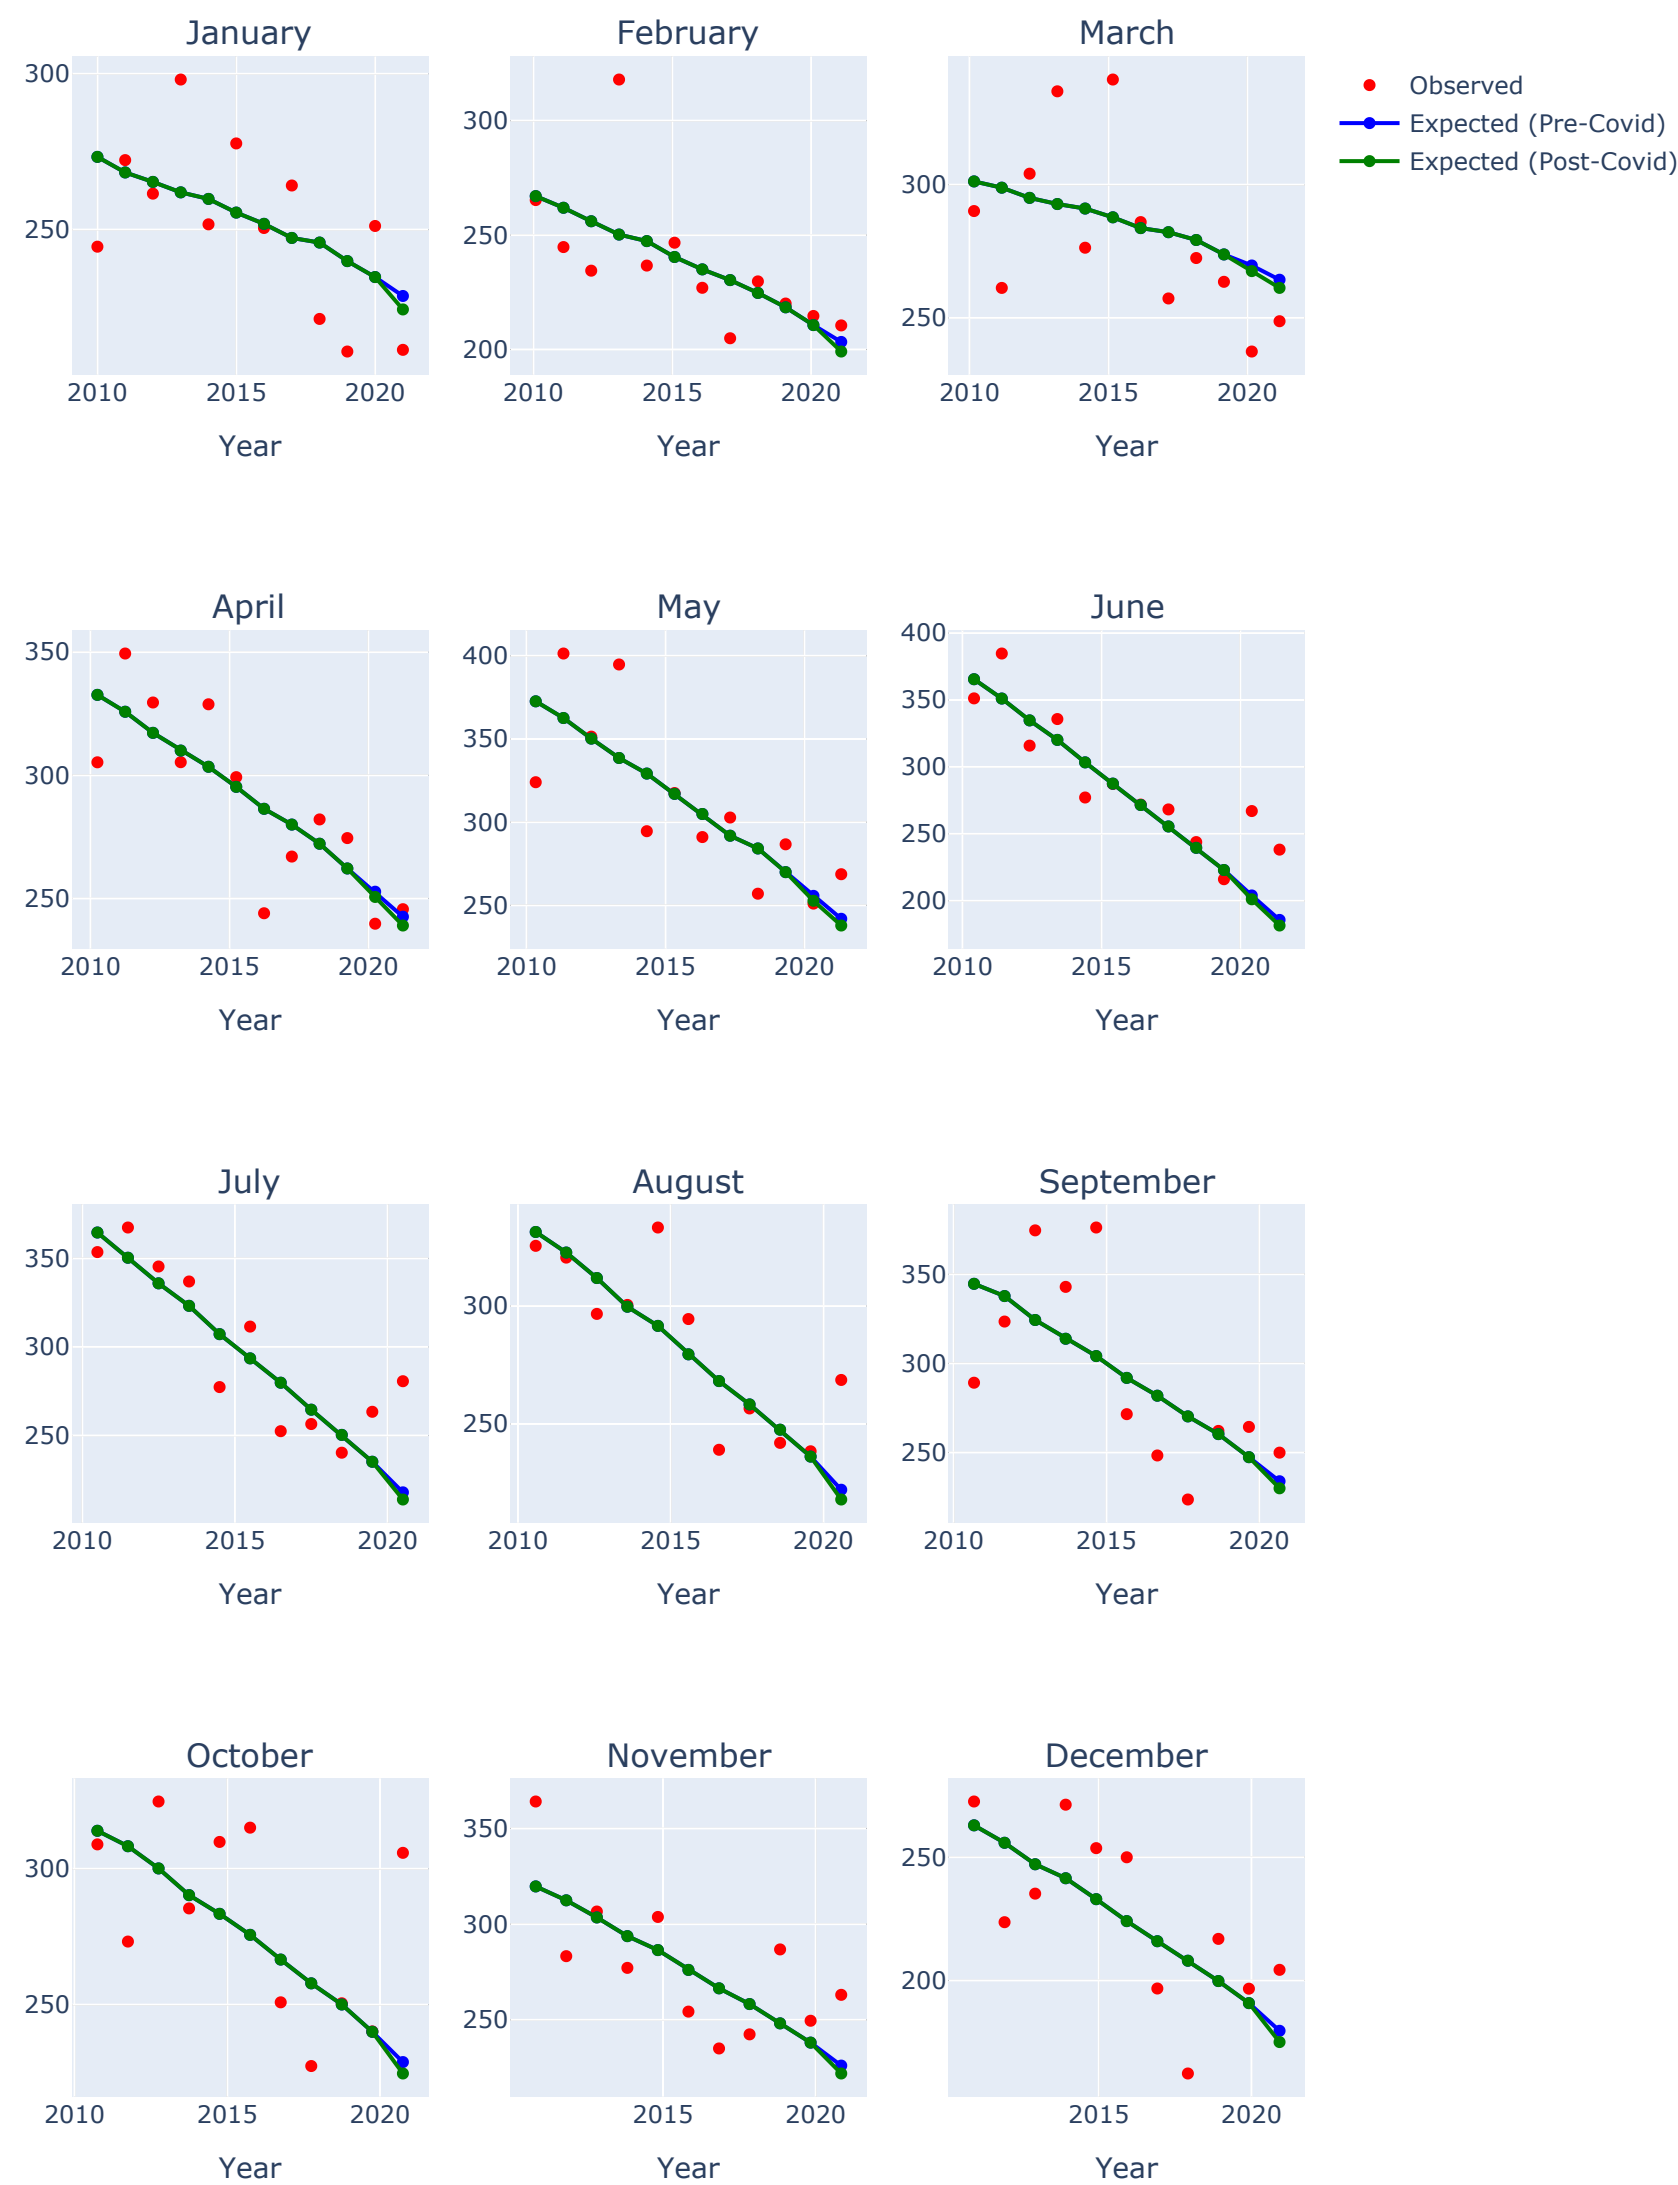 January
February
March
300
250
2010
2015
2020
Year
300
250
200
2010
2015
2020
Year
300
250
2010
2015
2020
Year
Observed
Expected (Pre-Covid)
Expected (Post-Covid)
April
May
June
350
300
250
2010
2015
2020
Year
400
350
300
250
2010
2015
2020
Year
400
350
300
250
200
2010
2015
2020
Year
July
August
September
350
300
250
2010
2015
2020
Year
300
250
2010
2015
2020
Year
350
300
250
2010
2015
2020
Year
October
November
December
300
250
2010
2015
2020
Year
350
300
250
2015
2020
Year
250
200
2015
2020
Year